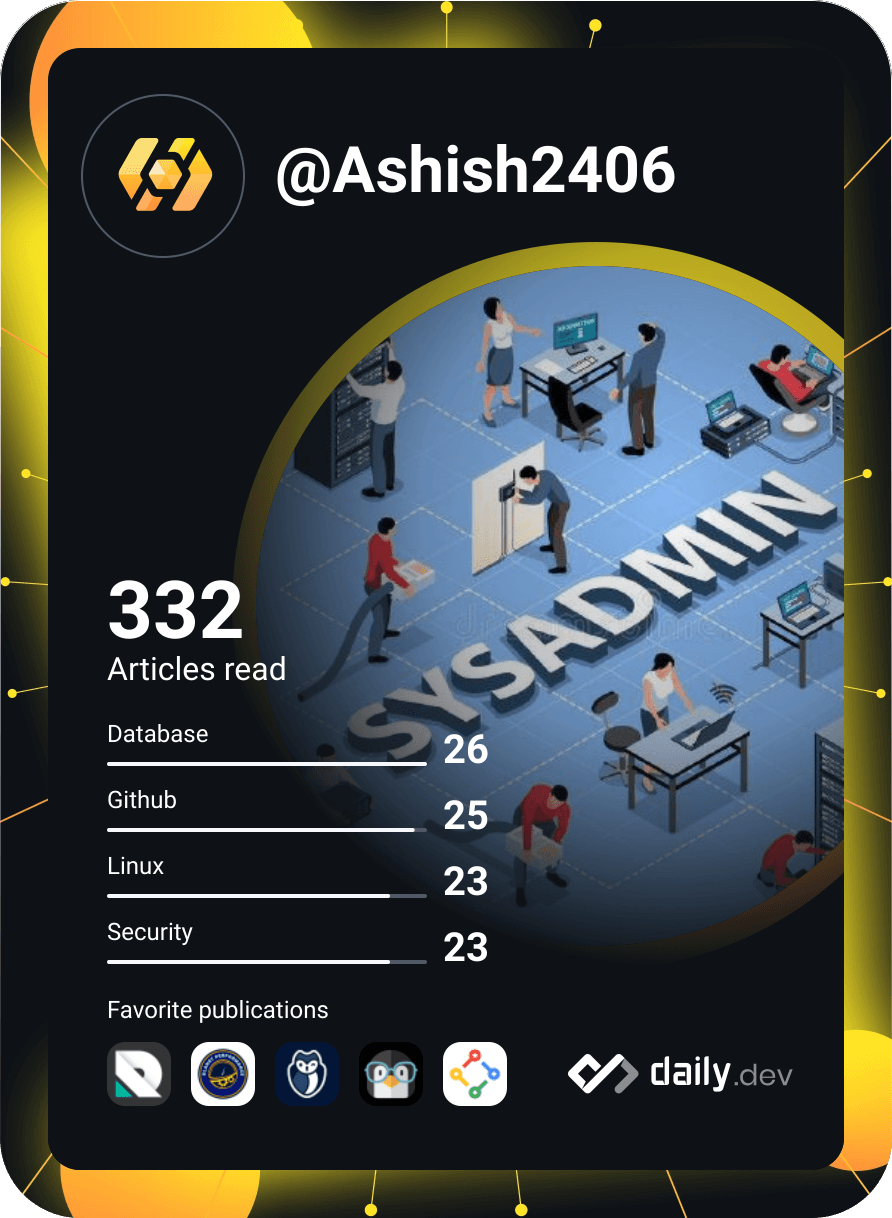 @Ashish2406
SYSADMIN
332
Articles read
Database
26
Github
25
Linux
23
Security
23
Favorite publications
daily.dev